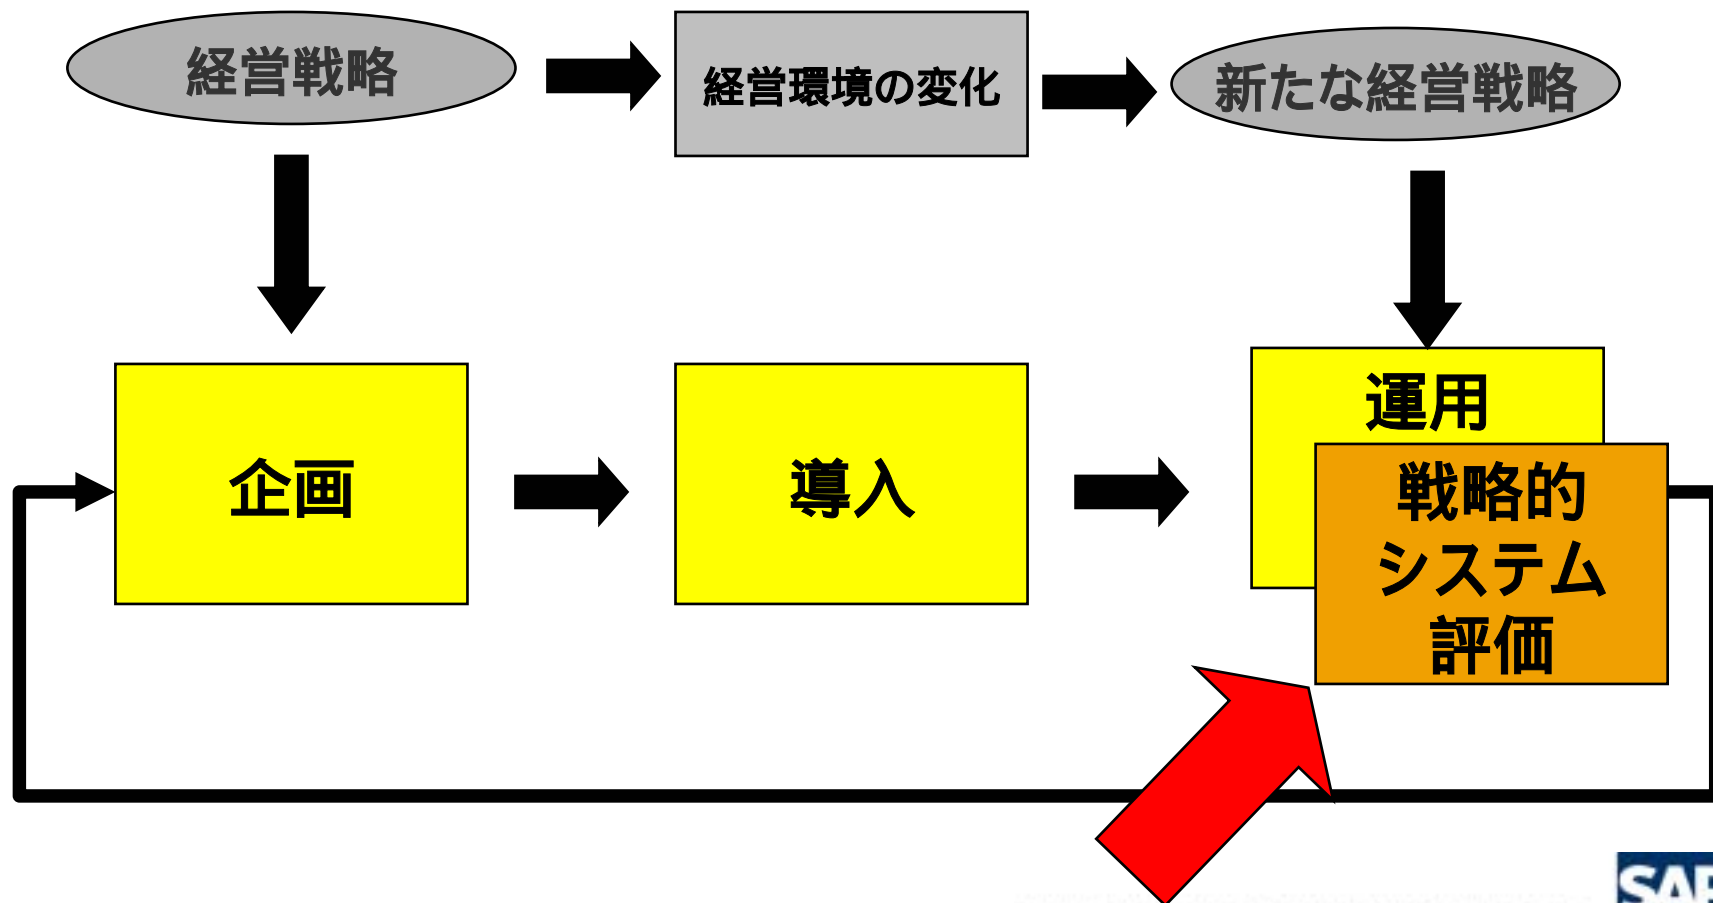 経営戦略
経営環境の変化
新たな経営戦略
企画
導入
運用
戦略的
システム
評価